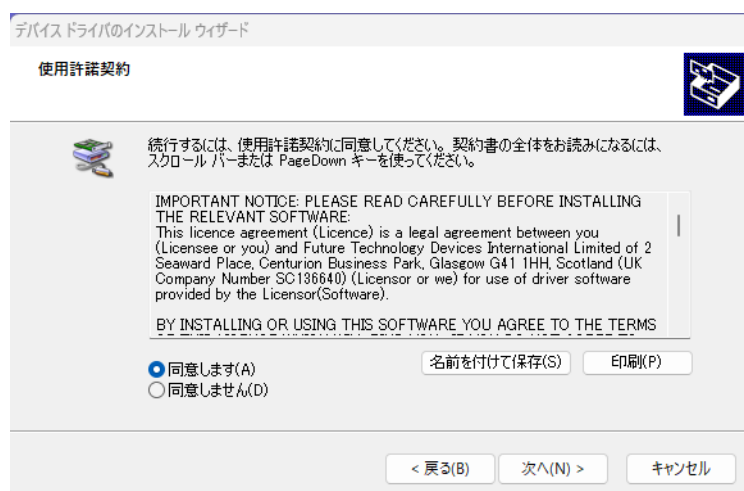 デバイス ドライバのインストール ウィザード
使用許諾契約
続行するには、使用許諾契約に同意してください。契約書の全体をお読みになるには、
スクロール バーまたは PageDown キーを使ってください。
IMPORTANT NOTICE: PLEASE READ CAREFULLY BEFORE INSTALLING
THE RELEVANT SOFTWARE:
This licence agreement (Licence) is a legal agreement between you
(Licensee or you) and Future Technology Devices International Limited of 2
Seaward Place, Centurion Business Park, Glasgow G41 1HH, Scotland (UK
Company Number SC136640) (Licensor or we) for use of driver software
provided by the Licensor(Software).
BY INSTALLING OR USING THIS SOFTWARE YOU AGREE TO THE TERMS
同意します(A)
名前を付けて保存(S) 印刷(P)
同意しません(D)
< 戻る(B) 次へ(N) > キャンセル